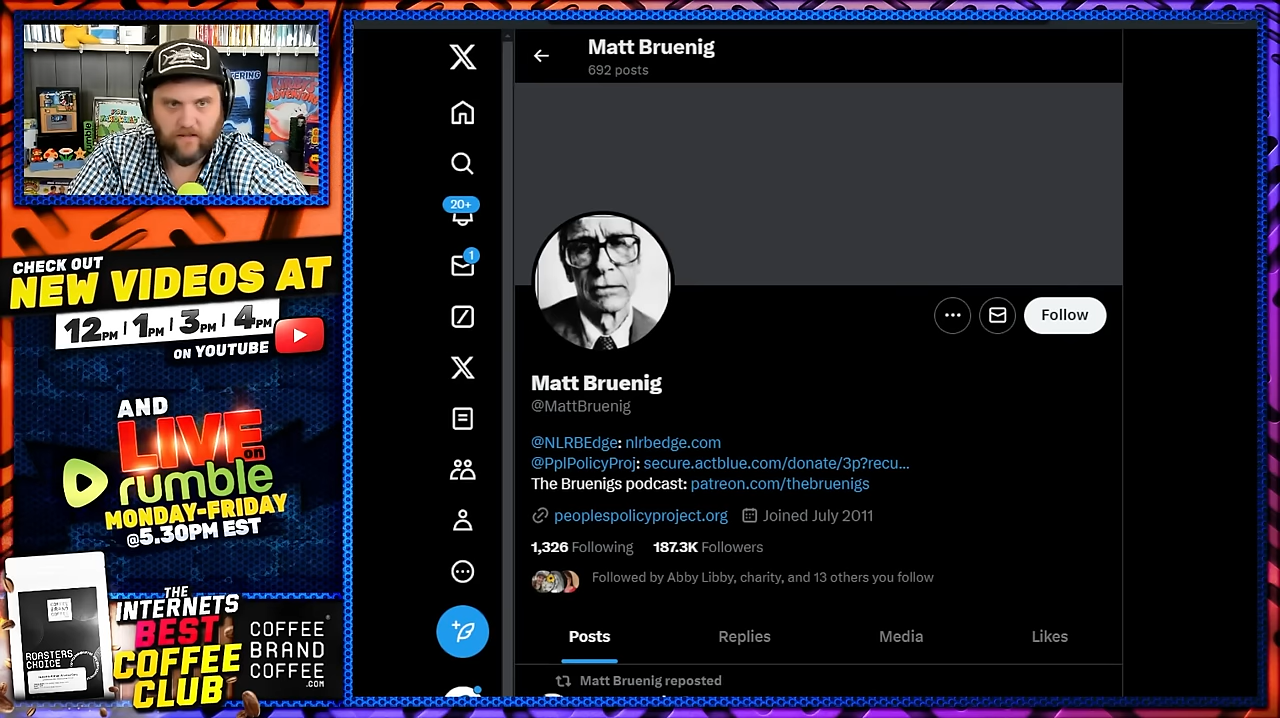 CHECK OUT
NEW VIDEOS AT
12PM | 1PM | 3PM | 4PM
ON YOUTUBE
AND
LIVE
on
rumble
MONDAY-FRIDAY
@5.30PM EST
THE
INTERNETS
BEST
COFFEE
CLUB
COFFEE
BRAND
COFFEE
.COM
COFFEE
BRAND
COFFEE
ROASTERS
CHOICE
Matt Bruenig
692 posts
20+
1
Follow
Matt Bruenig
@MattBruenig
@NLRBEdge: nlrbedge.com
@PplPolicyProj: secure.actblue.com/donate/3p?recu...
The Bruenigs podcast: patreon.com/thebruenigs
peoplespolicyproject.org Joined July 2011
1,326 Following 187.3K Followers
Followed by Abby Libby, charity, and 13 others you follow
Posts Replies Media Likes
Matt Bruenig reposted